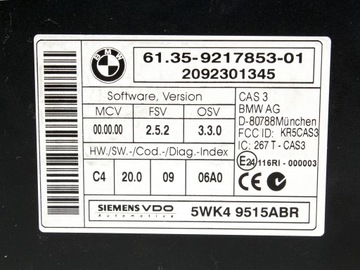 BMW
61.35-9217853-01
2092301345
Software, Version
MCV FSV OSV
00.00.00 2.5.2 3.3.0
HW./SW.-/Cod.-/Diag.-Index
C4 20.0 09 06A0
CAS 3
BMW AG
D-80788München
FCC ID: KR5CAS3
IC: 267 T - CAS3
E24 116RI - 000003
SIEMENS VDO
Automotive
5WK4 9515ABR